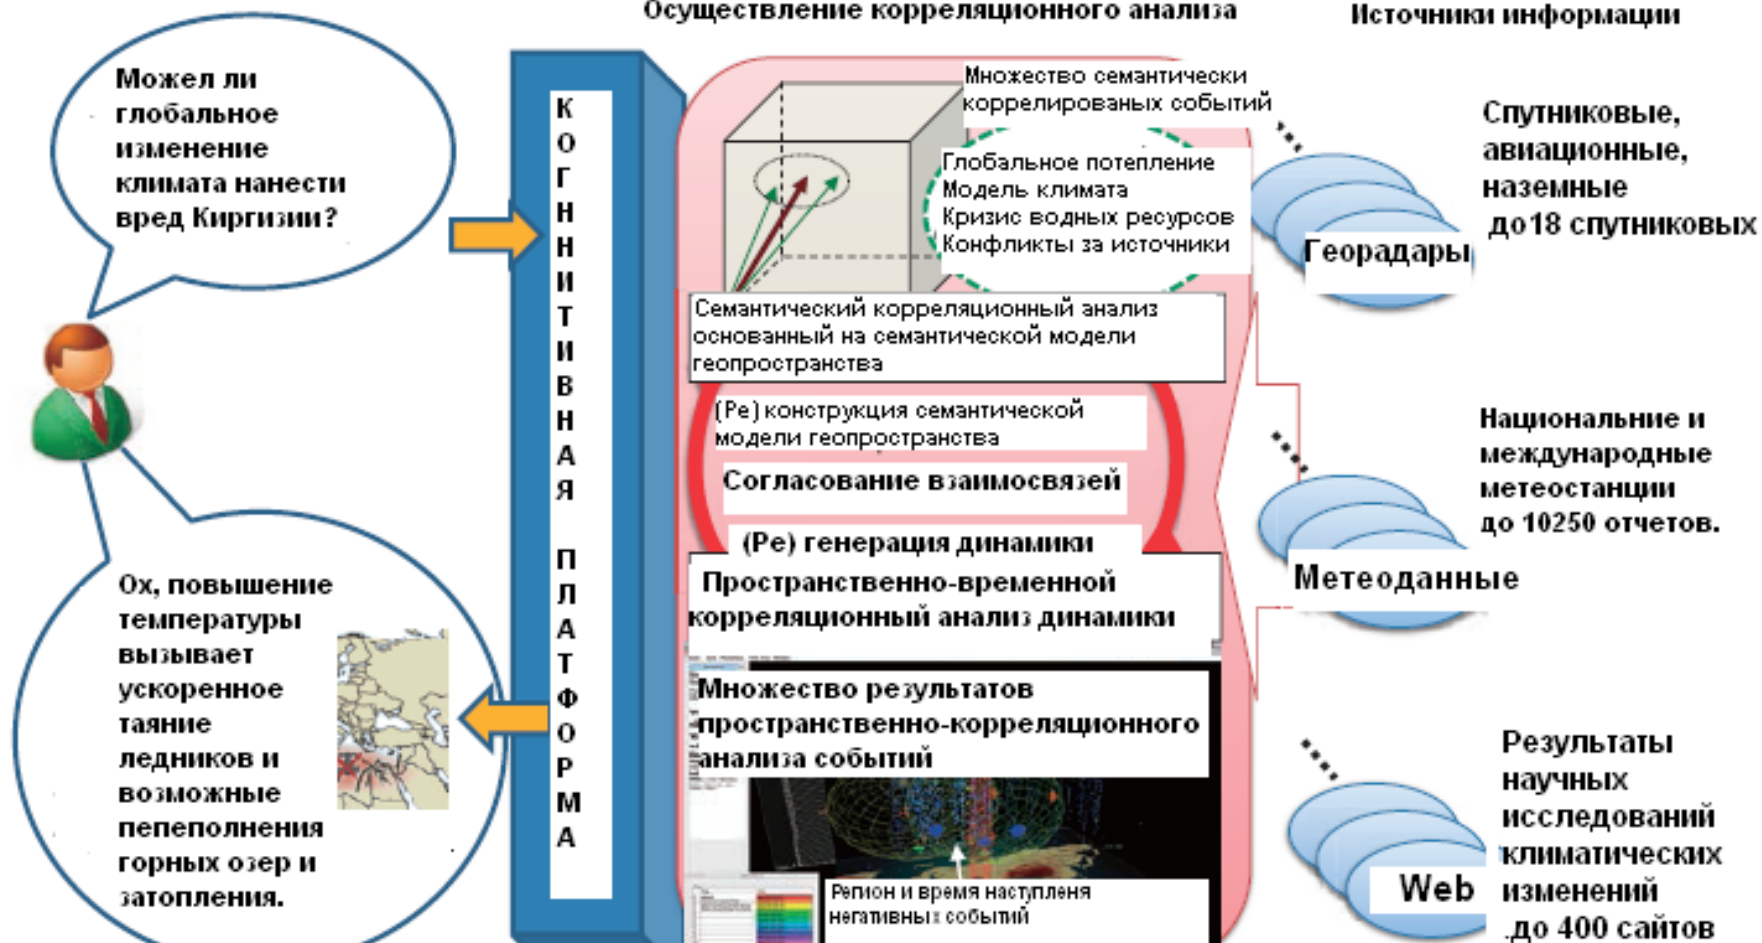 Осуществление корреляционного анализа
Источники информации
Можел ли
глобальное
изменение
климата нанести
вред Киргизии?
К
О
Г
Н
Н
И
Т
И
В
Н
А
Я
П
Л
А
Т
Ф
О
Р
М
А
Множество семантически
коррелированых событий
Глобальное потепление
Модель климата
Кризис водных ресурсов
Конфликты за источники
Семантический корреляционный анализ
основанный на семантической модели
геопространства
(Ре) конструкция семантической
модели геопространства
Согласование взаимосвязей
(Ре) генерация динамики
Пространственно-временной
корреляционный анализ динамики
Множество результатов
пространственно-корреляционного
анализа событий
Регион и время наступленя
негативных событий
Спутниковые,
авиационные,
наземные
до18 спутниковых
Георадары
Национальние и
международные
метеостанции
до 10250 отчетов.
Метеоданные
Результаты
научных
исследований
климатических
изменений
.до 400 сайтов
Web
Ох, повышение
температуры
вызывает
ускоренное
таяние
ледников и
возможные
пепеполнения
горных озер и
затопления.